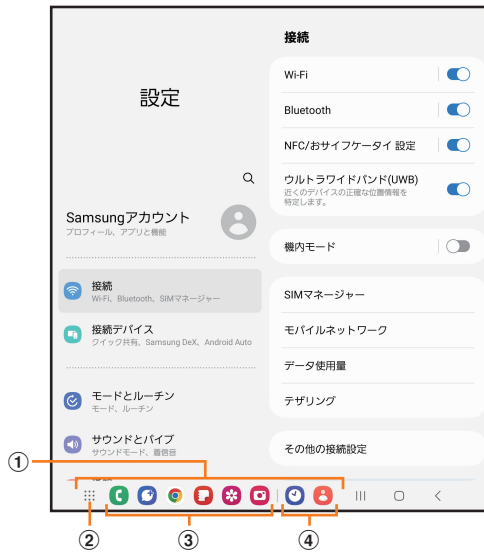 設定
Samsungアカウント
プロフィール、アプリと機能
接続
Wi-Fi、Bluetooth、SIMマネージャー
接続デバイス
クイック共有、Samsung DeX、Android Auto
モードとルーチン
モード、ルーチン
サウンドとバイブ
サウンドモード、着信音
接続
Wi-Fi
Bluetooth
NFC/おサイフケータイ 設定
ウルトラワイドバンド(UWB)
近くのデバイスの正確な位置情報を
特定します。
機内モード
SIMマネージャー
モバイルネットワーク
データ使用量
テザリング
その他の接続設定
①
②
③
④